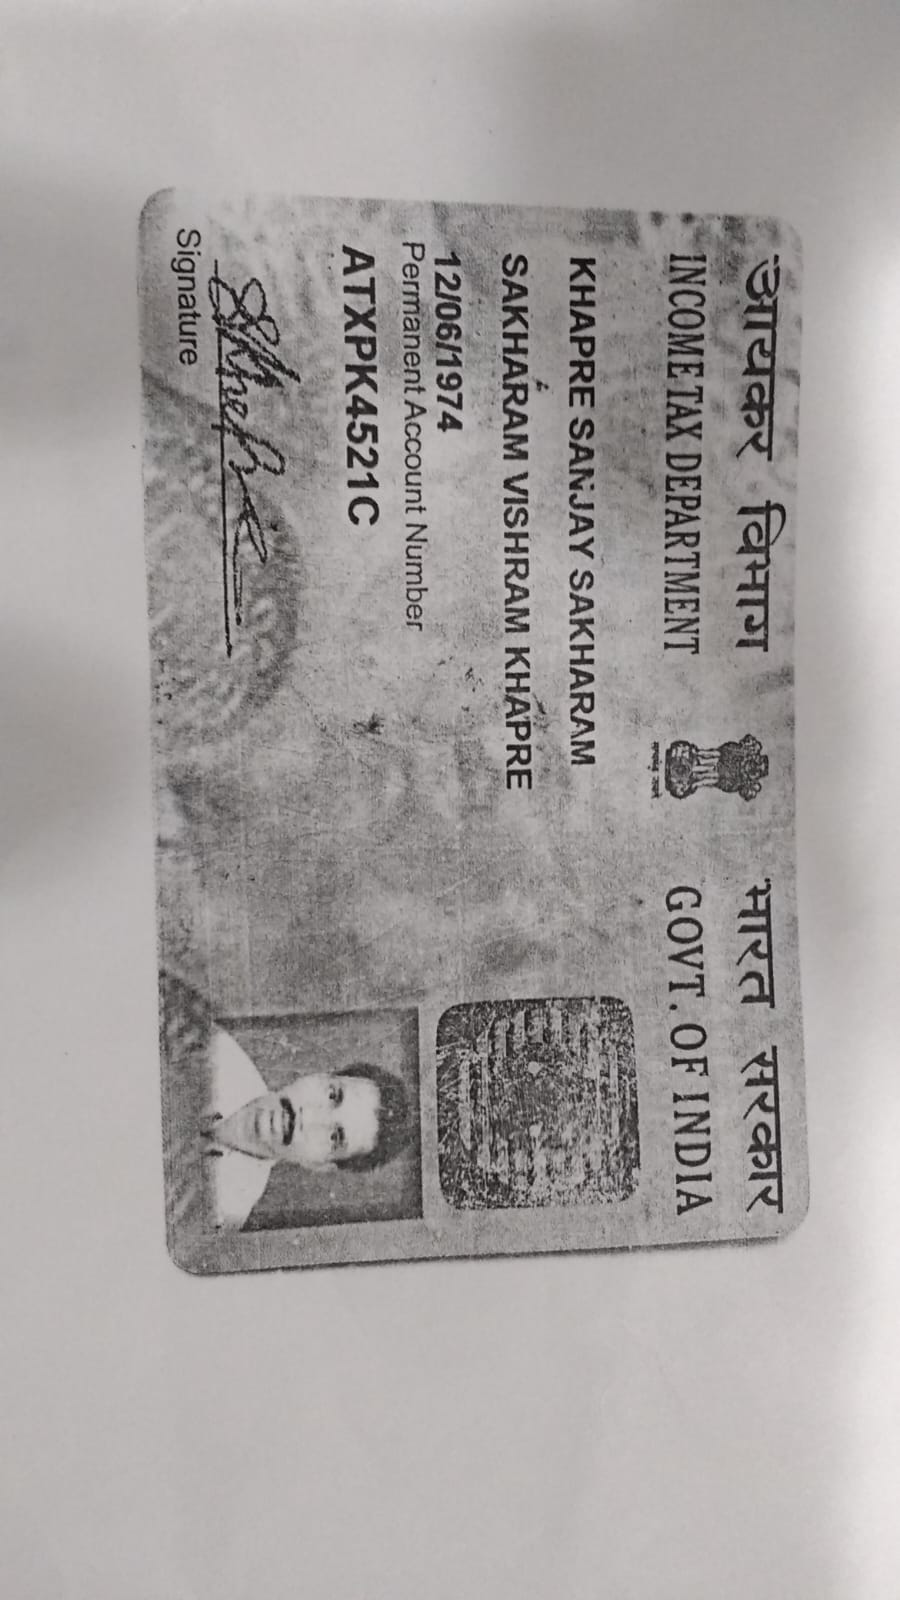 आयकर विभाग
INCOME TAX DEPARTMENT
भारत सरकार
GOVT. OF INDIA
KHAPRE SANJAY SAKHARAM
SAKHARAM VISHRAM KHAPRE
12/06/1974
Permanent Account Number
ATXPK4521C
Signature